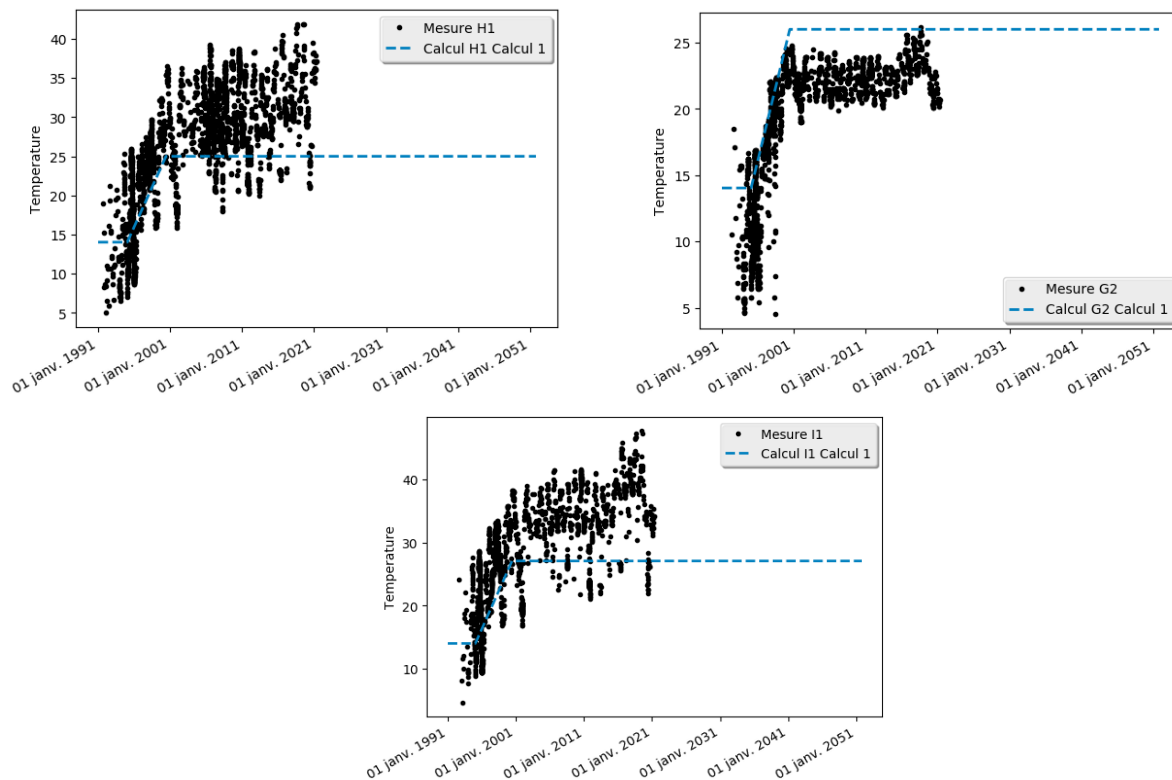 Temperature
40
35
30
25
20
15
10
5
Mesure H1
Calcul H1 Calcul 1
01 janv. 1991
01 janv. 2001
01 janv. 2011
01 janv. 2021
01 janv. 2031
01 janv. 2041
01 janv. 2051
Temperature
25
20
15
10
5
Mesure G2
Calcul G2 Calcul 1
01 janv. 1991
01 janv. 2001
01 janv. 2011
01 janv. 2021
01 janv. 2031
01 janv. 2041
01 janv. 2051
Temperature
40
30
20
10
Mesure I1
Calcul I1 Calcul 1
01 janv. 1991
01 janv. 2001
01 janv. 2011
01 janv. 2021
01 janv. 2031
01 janv. 2041
01 janv. 2051